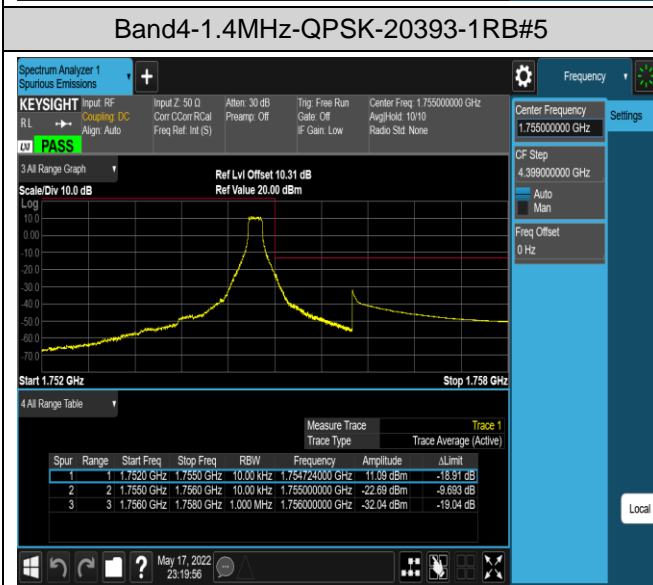 Band4-1.4MHz-QPSK-20393-1RB#5
Spectrum Analyzer 1
Spurious Emissions
Frequency
KEYSIGHT Input: RF Input Z: 50 Ω Atten: 30 dB Trig: Free Run Center Freq: 1.755000000 GHz
RL Coupling: DC Corr CCorr RCal Preamp: Off Gate: Off Avg|Hold: 10/10
Align: Auto Freq Ref: Int (S) IF Gain: Low Radio Std: None
LXI PASS
Center Frequency
1.755000000 GHz
Settings
CF Step
4.399000000 GHz
Auto
Man
Freq Offset
0 Hz
3 All Range Graph
Ref Lvl Offset 10.31 dB
Scale/Div 10.0 dB Ref Value 20.00 dBm
Log
10.0
0.00
-10.0
-20.0
-30.0
-40.0
-50.0
-60.0
-70.0
Start 1.752 GHz Stop 1.758 GHz
4 All Range Table
Measure Trace Trace 1
Trace Type Trace Average (Active)
Spur Range Start Freq Stop Freq RBW Frequency Amplitude ΔLimit
1 1 1.7520 GHz 1.7550 GHz 10.00 kHz 1.754724000 GHz 11.09 dBm -18.91 dB
2 2 1.7550 GHz 1.7560 GHz 10.00 kHz 1.755000000 GHz -22.69 dBm -9.693 dB
3 3 1.7560 GHz 1.7580 GHz 1.000 MHz 1.756000000 GHz -32.04 dBm -19.04 dB
Local
May 17, 2022
23:19:56